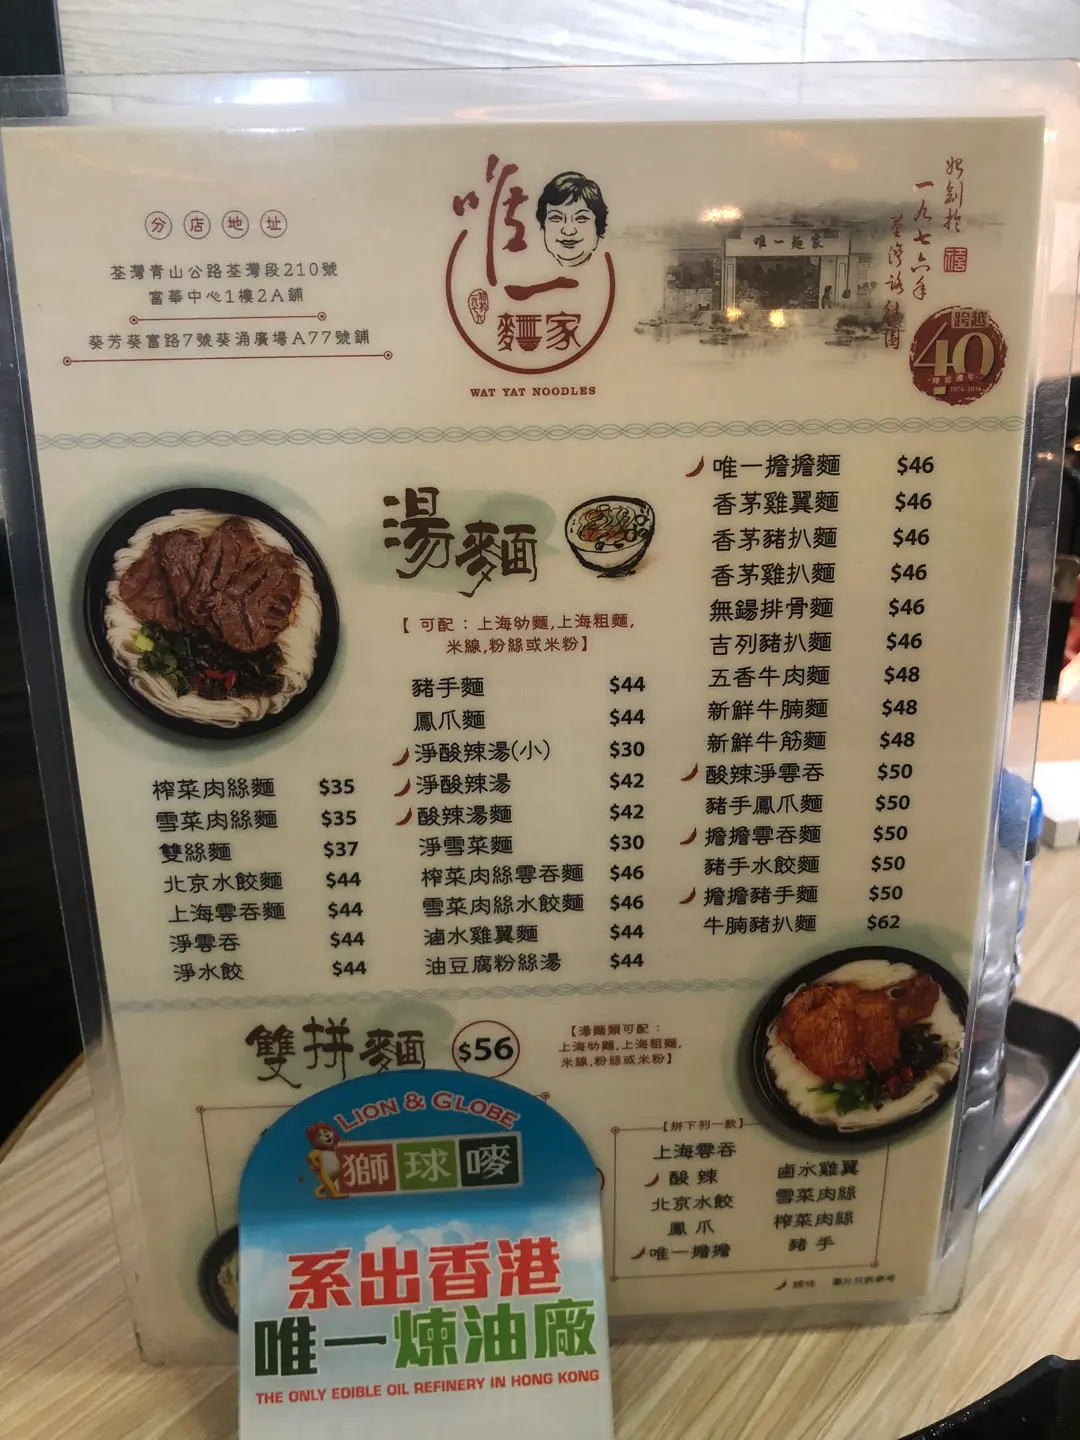 分店地址
荃灣青山公路荃灣段210號
富華中心1樓2A鋪
葵芳葵富路7號葵涌廣場A77號鋪
唯一
麵家
WAT YAT NOODLES
唯一麵家
始創於
一九七六年
荃灣
跨越
40
1976-2016
湯麵
【可配：上海幼麵,上海粗麵,
米線,粉絲或米粉】
榨菜肉絲麵 $35
雪菜肉絲麵 $35
雙絲麵 $37
北京水餃麵 $44
上海雲吞麵 $44
淨雲吞 $44
淨水餃 $44
豬手麵 $44
鳳爪麵 $44
淨酸辣湯(小) $30
淨酸辣湯 $42
酸辣湯麵 $42
淨雪菜麵 $30
榨菜肉絲雲吞麵 $46
雪菜肉絲水餃麵 $46
滷水雞翼麵 $44
油豆腐粉絲湯 $44
唯一擔擔麵 $46
香茅雞翼麵 $46
香茅豬扒麵 $46
香茅雞扒麵 $46
無錫排骨麵 $46
吉列豬扒麵 $46
五香牛肉麵 $48
新鮮牛腩麵 $48
新鮮牛筋麵 $48
酸辣淨雲吞 $50
豬手鳳爪麵 $50
擔擔雲吞麵 $50
豬手水餃麵 $50
擔擔豬手麵 $50
牛腩豬扒麵 $62
雙拼麵 $56
【湯麵類可配：
上海幼麵,上海粗麵,
米線,粉絲或米粉】
【拼下列一款】
上海雲吞
酸辣
北京水餃
鳳爪
唯一擔擔
滷水雞翼
雪菜肉絲
榨菜肉絲
豬手
辣味 圖片只供參考
LION & GLOBE
獅球嘜
系出香港
唯一煉油廠
THE ONLY EDIBLE OIL REFINERY IN HONG KONG